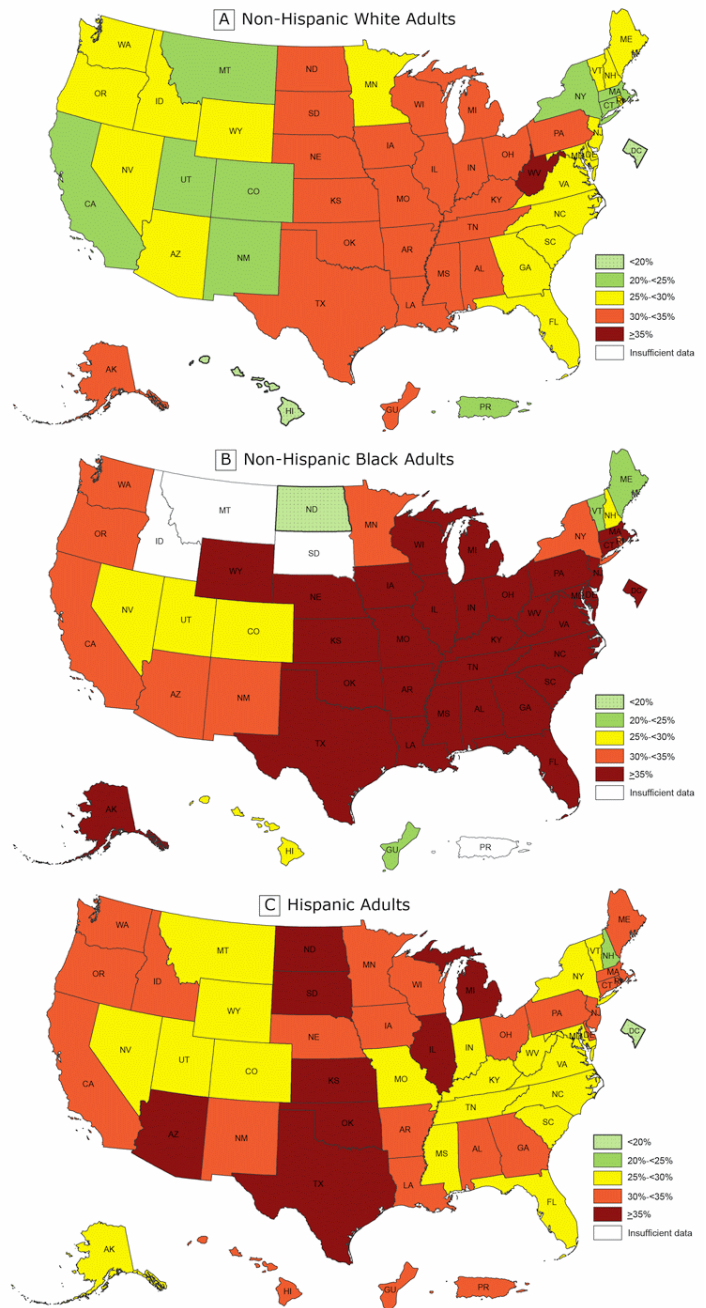 A Non-Hispanic White Adults
WA
MT
ND
MN
ME
OR
ID
SD
WI
MI
VT
NH
NY
MA
CT
WY
IA
NE
PA
NJ
NV
UT
CO
IL
IN
OH
WV
MD
DE
DC
CA
KS
MO
KY
VA
AZ
NM
OK
AR
TN
NC
SC
TX
MS
AL
GA
LA
FL
<20%
20%-<25%
25%-<30%
30%-<35%
≥35%
Insufficient data
AK
HI
GU
PR
B Non-Hispanic Black Adults
WA
MT
ND
MN
ME
OR
ID
SD
WI
MI
VT
NH
NY
MA
CT
WY
IA
NE
PA
NJ
NV
UT
CO
IL
IN
OH
WV
MD
DE
DC
CA
KS
MO
KY
VA
AZ
NM
OK
AR
TN
NC
SC
TX
MS
AL
GA
LA
FL
<20%
20%-<25%
25%-<30%
30%-<35%
≥35%
Insufficient data
AK
HI
GU
PR
C Hispanic Adults
WA
MT
ND
MN
ME
OR
ID
SD
WI
MI
VT
NH
NY
MA
CT
WY
IA
NE
PA
NJ
NV
UT
CO
IL
IN
OH
WV
MD
DE
DC
CA
KS
MO
KY
VA
AZ
NM
OK
AR
TN
NC
SC
TX
MS
AL
GA
LA
FL
<20%
20%-<25%
25%-<30%
30%-<35%
≥35%
Insufficient data
AK
HI
GU
PR